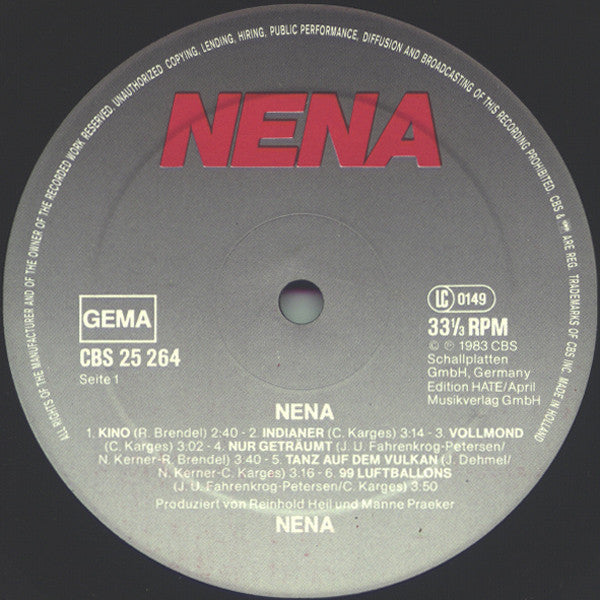 ALL RIGHTS OF THE MANUFACTURER AND OF THE OWNER OF THE RECORDED WORK RESERVED. UNAUTHORIZED COPYING, LENDING, HIRING, PUBLIC PERFORMANCE, DIFFUSION AND BROADCASTING OF THIS RECORDING PROHIBITED. CBS & ARE REG. TRADEMARKS OF CBS INC. MADE IN HOLLAND
NENA
GEMA
CBS 25 264
Seite 1
LC 0149
33⅓ RPM
© ℗ 1983 CBS
Schallplatten
GmbH, Germany
Edition HATE/April
Musikverlag GmbH
NENA
1. KINO (R. Brendel) 2:40 - 2. INDIANER (C. Karges) 3:14 - 3. VOLLMOND
(C. Karges) 3:02 - 4. NUR GETRÄUMT (J. U. Fahrenkrog-Petersen/
N. Kerner-R. Brendel) 3:40 - 5. TANZ AUF DEM VULKAN (J. Dehmel/
N. Kerner-C. Karges) 3:16 - 6. 99 LUFTBALLONS
(J. U. Fahrenkrog-Petersen/C. Karges) 3:50
Produziert von Reinhold Heil und Manne Praeker
NENA